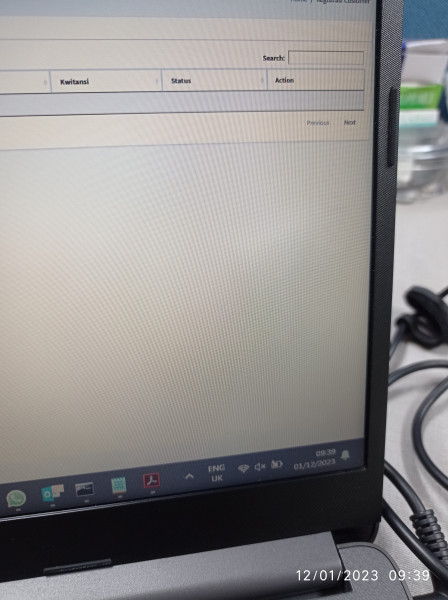 Search:
Kwitansi Status Action
Previous Next
ENG
UK
09:39
01/12/2023
12/01/2023 09:39